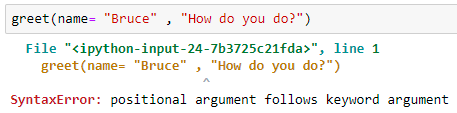 greet(name= "Bruce" , "How do you do?")
File "<ipython-input-24-7b3725c21fda>", line 1
greet(name= "Bruce" , "How do you do?")
^
SyntaxError: positional argument follows keyword argument